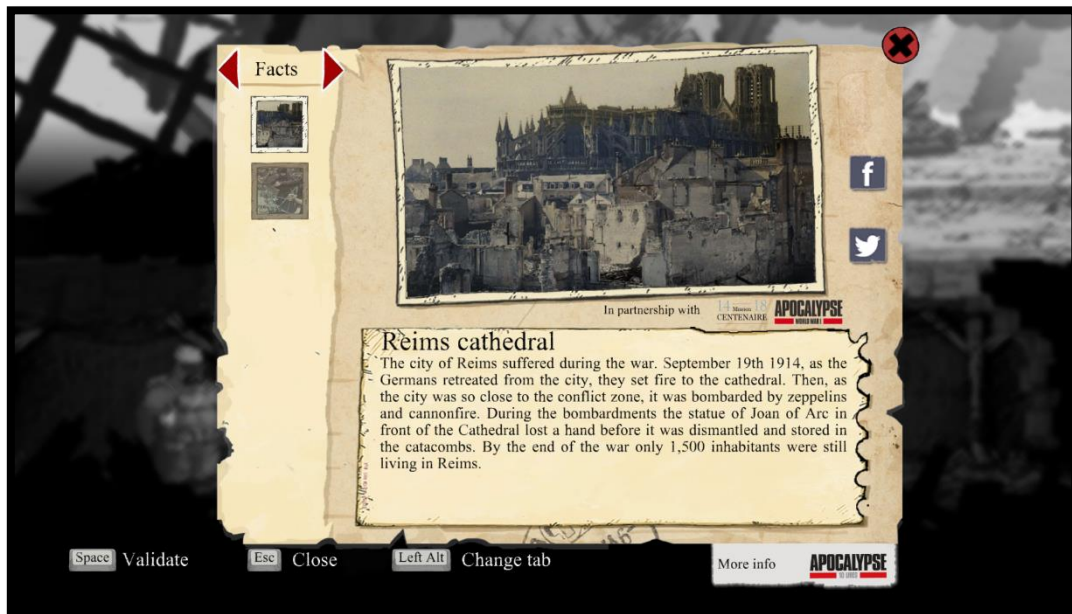 Facts
In partnership with
14 Mission 18
CENTENAIRE
APOCALYPSE
WORLD WAR I
Reims cathedral
The city of Reims suffered during the war. September 19th 1914, as the
Germans retreated from the city, they set fire to the cathedral. Then, as
the city was so close to the conflict zone, it was bombarded by zeppelins
and cannonfire. During the bombardments the statue of Joan of Arc in
front of the Cathedral lost a hand before it was dismantled and stored in
the catacombs. By the end of the war only 1,500 inhabitants were still
living in Reims.
Space Validate
Esc Close
Left Alt Change tab
More info
APOCALYPSE